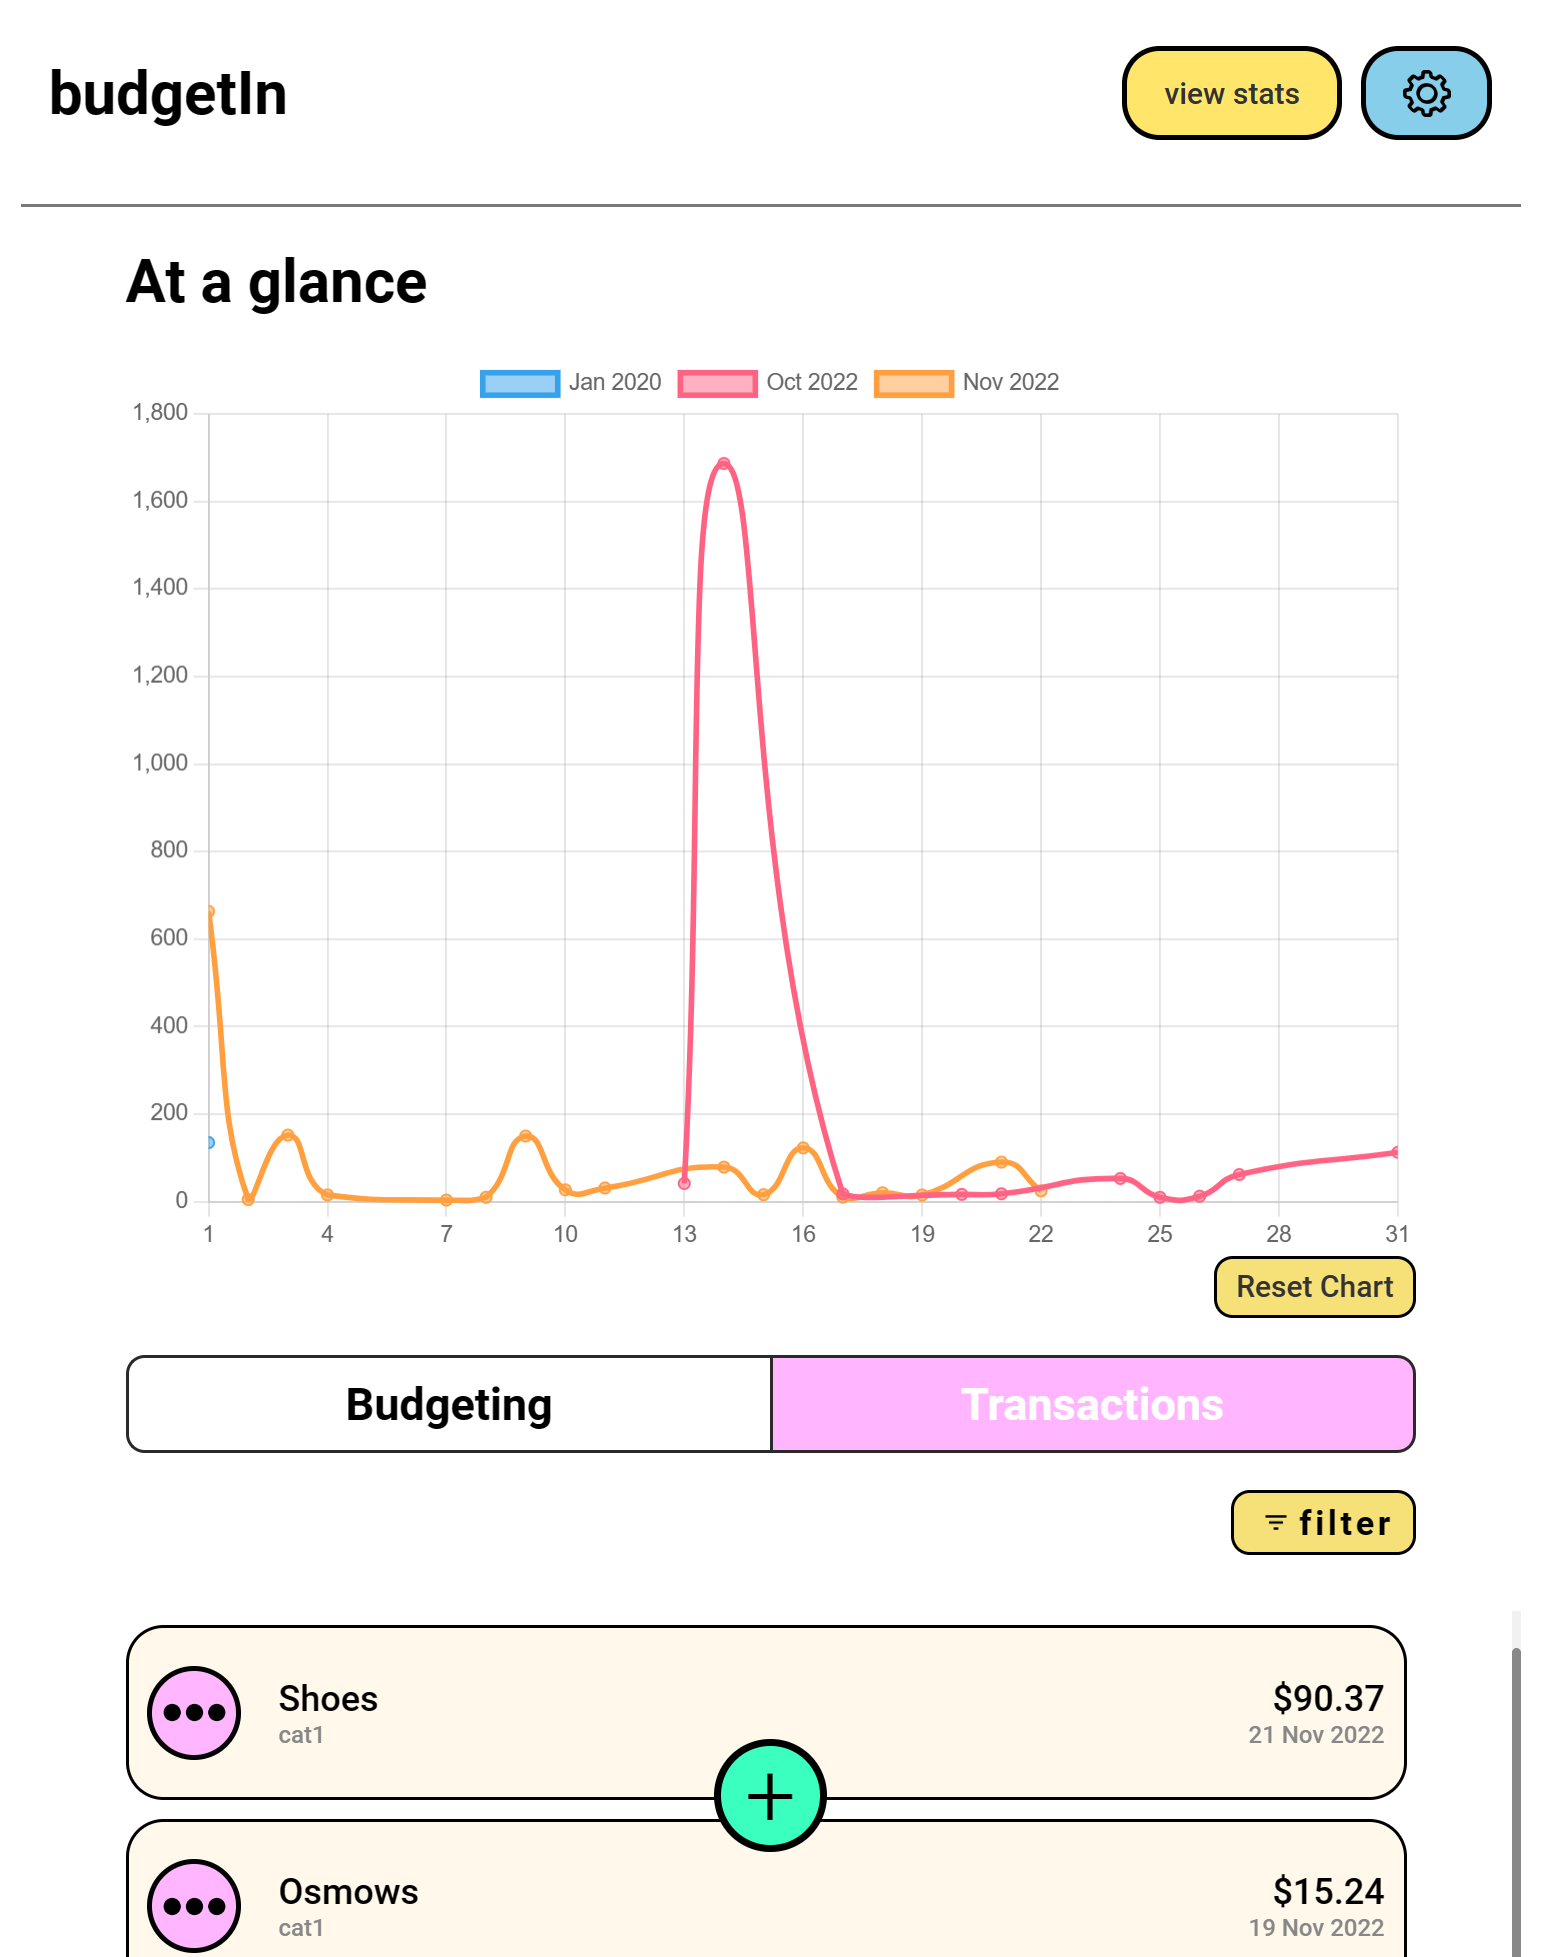 budgetIn
view stats
At a glance
Jan 2020 Oct 2022 Nov 2022
1,800
1,600
1,400
1,200
1,000
800
600
400
200
0
1 4 7 10 13 16 19 22 25 28 31
Reset Chart
Budgeting Transactions
filter
Shoes $90.37
cat1 21 Nov 2022
Osmows $15.24
cat1 19 Nov 2022